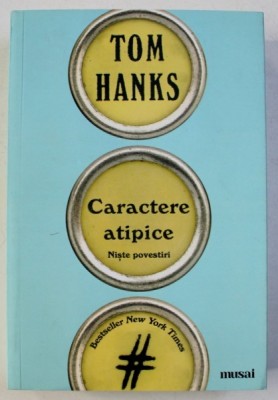 TOM
HANKS
Caractere
atipice
Niște povestiri
Bestseller New York Times
#
musai